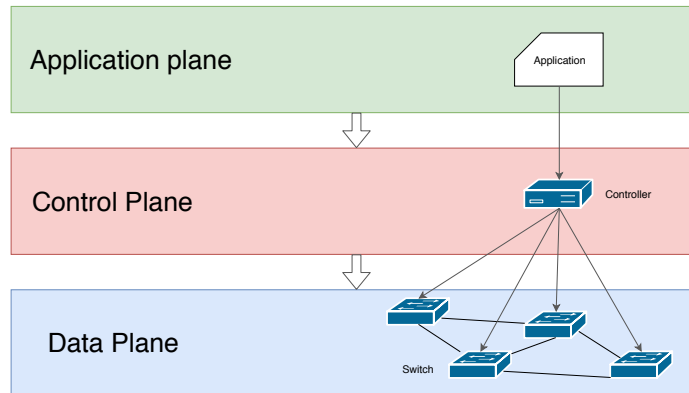 Application plane
Application
Control Plane
Controller
Data Plane
Switch